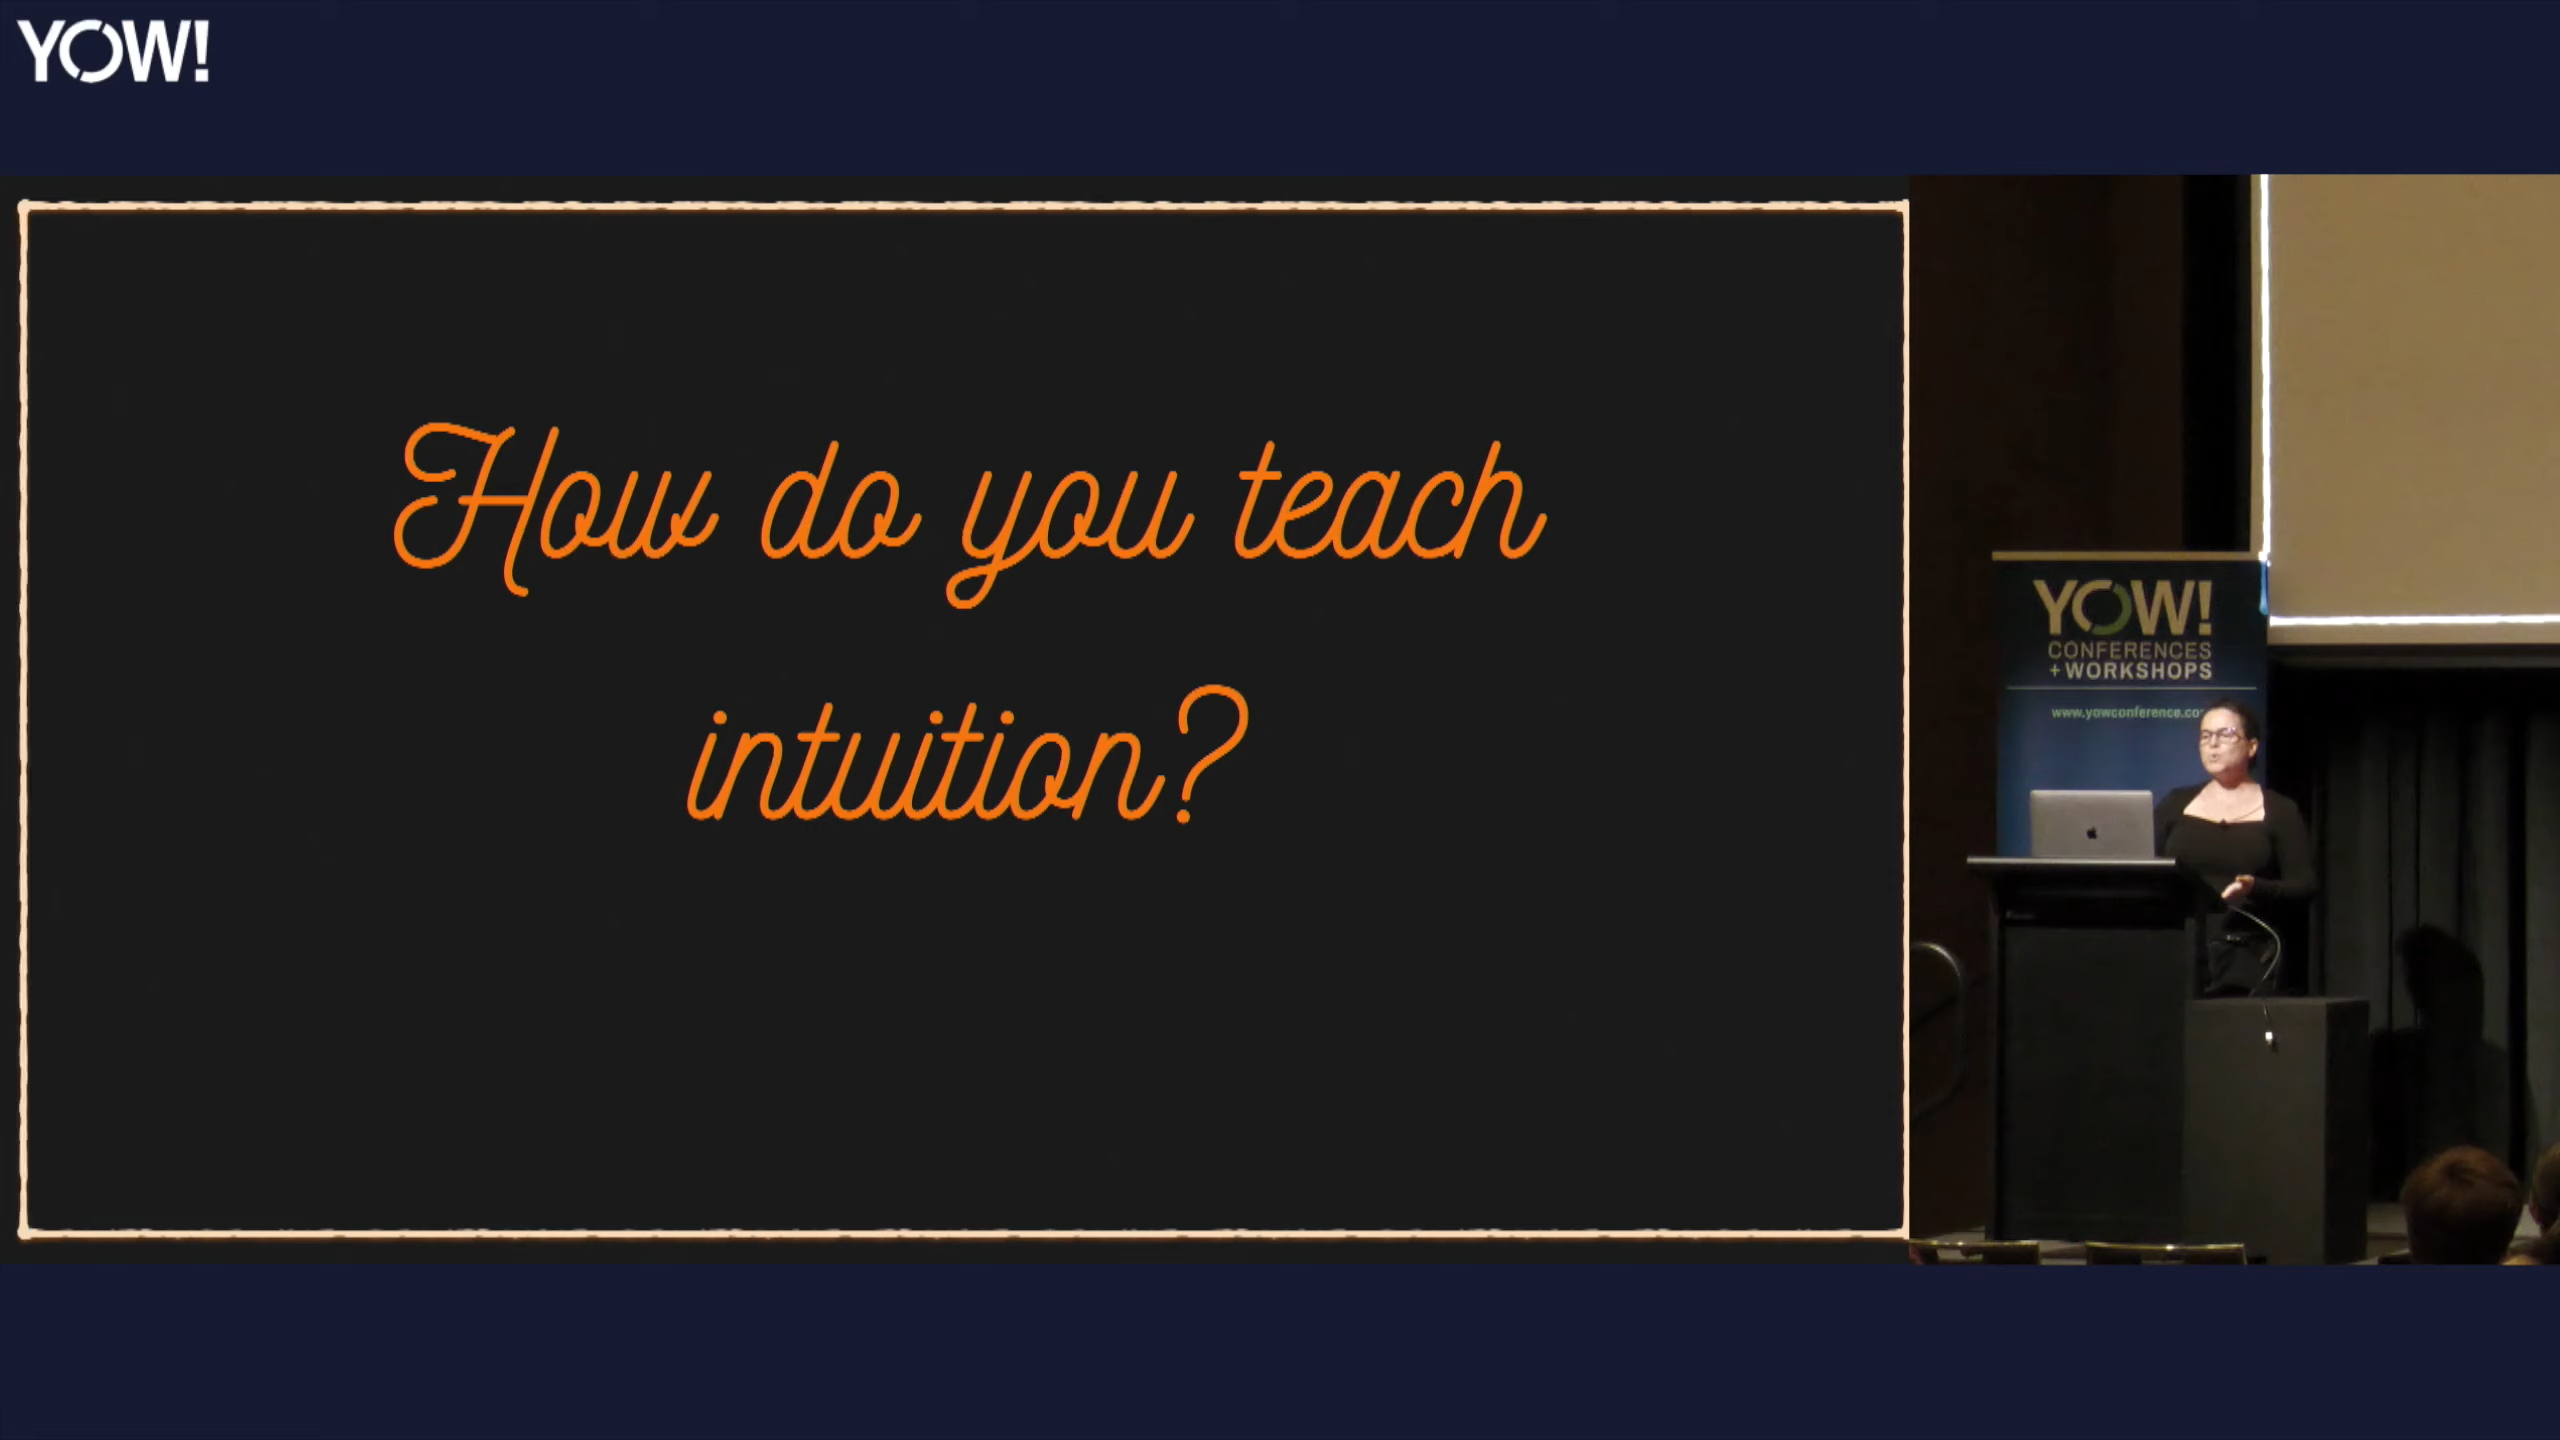 YOW!
How do you teach
intuition?
YOW!
CONFERENCES
+ WORKSHOPS